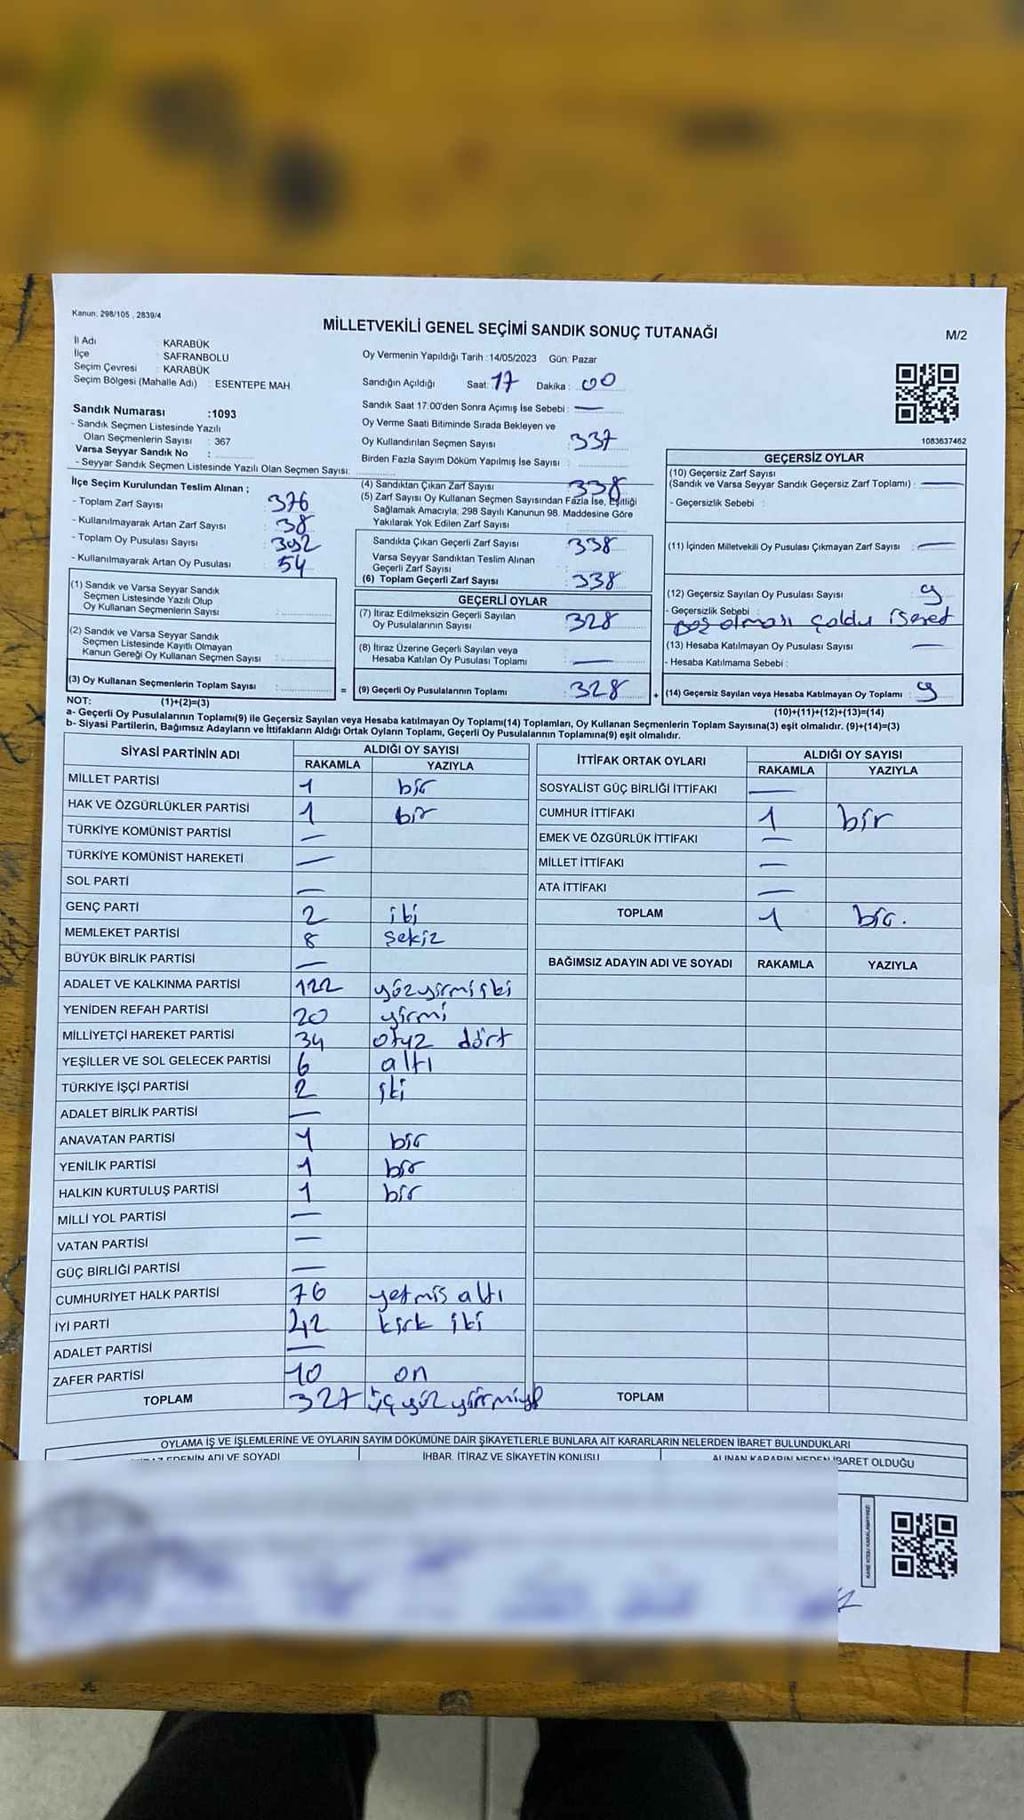 Kanun: 298/105 , 2839/4
MİLLETVEKİLİ GENEL SEÇİMİ SANDIK SONUÇ TUTANAĞI
M/2
İl Adı KARABÜK
İlçe SAFRANBOLU
Seçim Çevresi KARABÜK
Seçim Bölgesi (Mahalle Adı) : ESENTEPE MAH.
Oy Vermenin Yapıldığı Tarih :14/05/2023 Gün: Pazar
Sandığın Açıldığı Saat: 17 Dakika : 00
Sandık Saat 17:00'den Sonra Açımış İse Sebebi : —
Oy Verme Saati Bitiminde Sırada Bekleyen ve
Oy Kullandırılan Seçmen Sayısı : 337
Birden Fazla Sayım Döküm Yapılmış İse Sayısı :
Sandık Numarası :1093
- Sandık Seçmen Listesinde Yazılı
Olan Seçmenlerin Sayısı : 367
Varsa Seyyar Sandık No :
- Seyyar Sandık Seçmen Listesinde Yazılı Olan Seçmen Sayısı:
1083637462
İlçe Seçim Kurulundan Teslim Alınan ;
- Toplam Zarf Sayısı : 376
- Kullanılmayarak Artan Zarf Sayısı : 38
- Toplam Oy Pusulası Sayısı : 392
- Kullanılmayarak Artan Oy Pusulası : 54
(1) Sandık ve Varsa Seyyar Sandık
Seçmen Listesinde Yazılı Olup
Oy Kullanan Seçmenlerin Sayısı :
(2) Sandık ve Varsa Seyyar Sandık
Seçmen Listesinde Kayıtlı Olmayan
Kanun Gereği Oy Kullanan Seçmen Sayısı :
(3) Oy Kullanan Seçmenlerin Toplam Sayısı :
(1)+(2)=(3)
(4) Sandıktan Çıkan Zarf Sayısı : 338
(5) Zarf Sayısı Oy Kullanan Seçmen Sayısından Fazla İse, Eşitliği
Sağlamak Amacıyla, 298 Sayılı Kanunun 98. Maddesine Göre
Yakılarak Yok Edilen Zarf Sayısı :
Sandıkta Çıkan Geçerli Zarf Sayısı : 338
Varsa Seyyar Sandıktan Teslim Alınan
Geçerli Zarf Sayısı :
(6) Toplam Geçerli Zarf Sayısı : 338
GEÇERLİ OYLAR
(7) İtiraz Edilmeksizin Geçerli Sayılan
Oy Pusulalarının Sayısı : 328
(8) İtiraz Üzerine Geçerli Sayılan veya
Hesaba Katılan Oy Pusulası Toplamı : —
= (9) Geçerli Oy Pusulalarının Toplamı : 328 +
GEÇERSİZ OYLAR
(10) Geçersiz Zarf Sayısı
(Sandık ve Varsa Seyyar Sandık Geçersiz Zarf Toplamı) : —
- Geçersizlik Sebebi :
(11) İçinden Milletvekili Oy Pusulası Çıkmayan Zarf Sayısı : —
(12) Geçersiz Sayılan Oy Pusulası Sayısı : 9
- Geçersizlik Sebebi :
boş olması işaret
(13) Hesaba Katılmayan Oy Pusulası Sayısı : —
- Hesaba Katılmama Sebebi :
(14) Geçersiz Sayılan veya Hesaba Katılmayan Oy Toplamı : 9
(10)+(11)+(12)+(13)=(14)
NOT:
a- Geçerli Oy Pusulalarının Toplamı(9) ile Geçersiz Sayılan veya Hesaba katılmayan Oy Toplamı(14) Toplamları, Oy Kullanan Seçmenlerin Toplam Sayısına(3) eşit olmalıdır. (9)+(14)=(3)
b- Siyasi Partilerin, Bağımsız Adayların ve İttifakların Aldığı Ortak Oyların Toplamı, Geçerli Oy Pusulalarının Toplamına(9) eşit olmalıdır.
SİYASİ PARTİNİN ADI ALDIĞI OY SAYISI
RAKAMLA YAZIYLA
MİLLET PARTİSİ 1 bir
HAK VE ÖZGÜRLÜKLER PARTİSİ 1 bir
TÜRKİYE KOMÜNİST PARTİSİ —
TÜRKİYE KOMÜNİST HAREKETİ —
SOL PARTİ —
GENÇ PARTİ 2 iki
MEMLEKET PARTİSİ 8 sekiz
BÜYÜK BİRLİK PARTİSİ —
ADALET VE KALKINMA PARTİSİ 122 yüzyirmi iki
YENİDEN REFAH PARTİSİ 20 yirmi
MİLLİYETÇİ HAREKET PARTİSİ 34 otuz dört
YEŞİLLER VE SOL GELECEK PARTİSİ 6 altı
TÜRKİYE İŞÇİ PARTİSİ 2 iki
ADALET BİRLİK PARTİSİ —
ANAVATAN PARTİSİ 1 bir
YENİLİK PARTİSİ 1 bir
HALKIN KURTULUŞ PARTİSİ 1 bir
MİLLİ YOL PARTİSİ —
VATAN PARTİSİ —
GÜÇ BİRLİĞİ PARTİSİ —
CUMHURİYET HALK PARTİSİ 76 yetmis altı
İYİ PARTİ 42 kırk iki
ADALET PARTİSİ —
ZAFER PARTİSİ 10 on
TOPLAM 327
İTTİFAK ORTAK OYLARI ALDIĞI OY SAYISI
RAKAMLA YAZIYLA
SOSYALİST GÜÇ BİRLİĞİ İTTİFAKI —
CUMHUR İTTİFAKI 1 bir
EMEK VE ÖZGÜRLÜK İTTİFAKI —
MİLLET İTTİFAKI —
ATA İTTİFAKI —
TOPLAM 1 bir.
BAĞIMSIZ ADAYIN ADI VE SOYADI RAKAMLA YAZIYLA
TOPLAM
OYLAMA İŞ VE İŞLEMLERİNE VE OYLARIN SAYIM DÖKÜMÜNE DAİR ŞİKAYETLERLE BUNLARA AİT KARARLARIN NELERDEN İBARET BULUNDUKLARI
ADI VE SOYADI İHBAR, İTİRAZ VE ŞİKAYETİN KONUSU ALINAN KARARIN NEDEN İBARET OLDUĞU